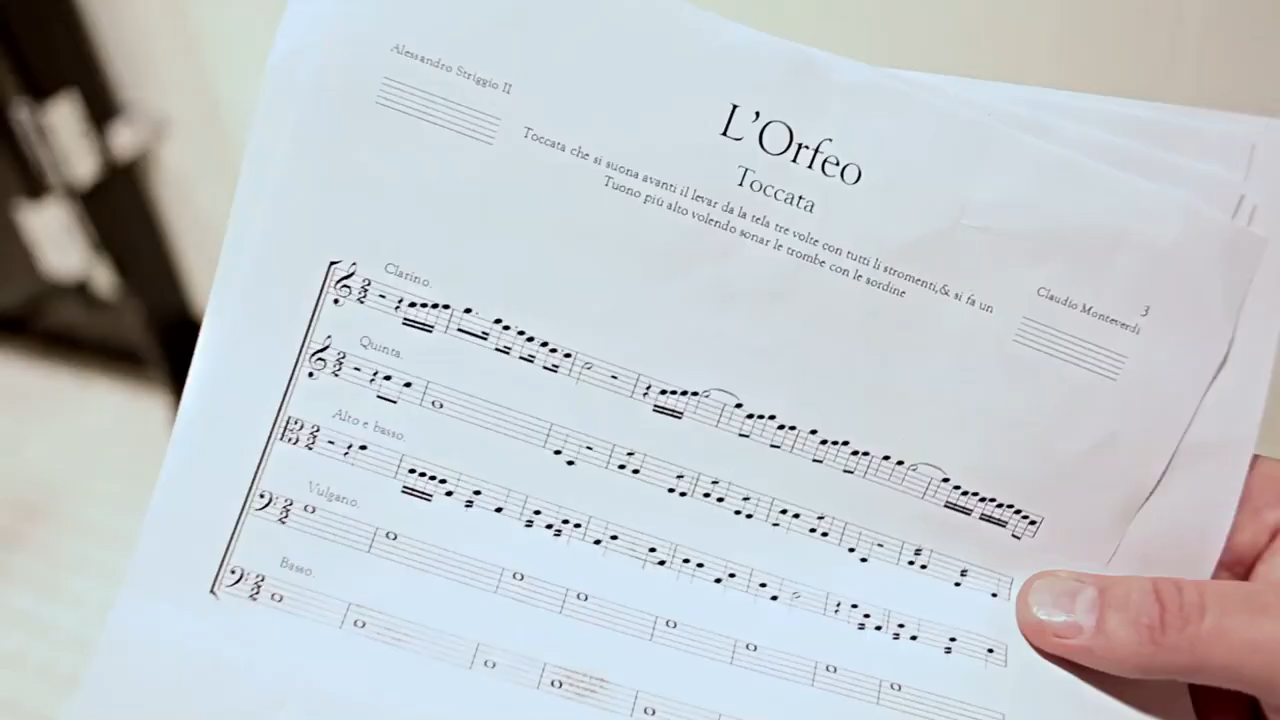 Alessandro Striggio II
L'Orfeo
Toccata
Toccata che si suona avanti il levar da la tela tre volte con tutti li stromenti,& si fa un
Tuono più alto volendo sonar le trombe con le sordine
3
Claudio Monteverdi
Clarino.
Quinta.
Alto e basso.
Vulgano.
Basso.